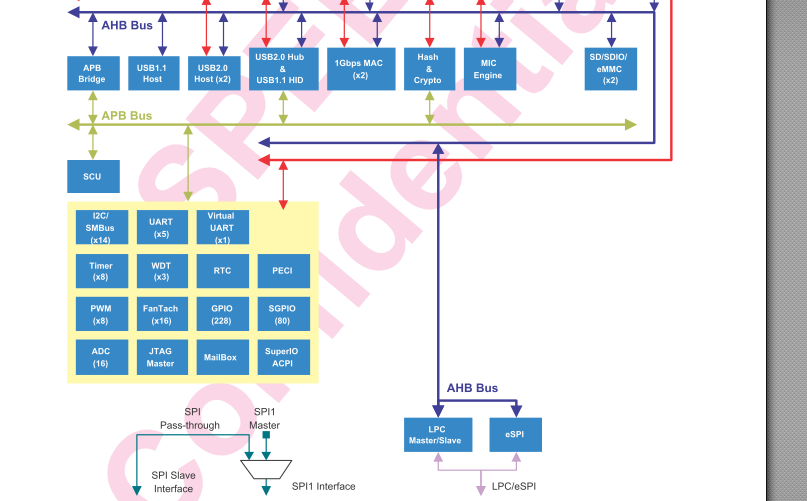 AHB Bus
APB
Bridge
USB1.1
Host
USB2.0
Host (x2)
USB2.0 Hub
&
USB1.1 HID
1Gbps MAC
(x2)
Hash
&
Crypto
MIC
Engine
SD/SDIO/
eMMC
(x2)
APB Bus
SCU
I2C/
SMBus
(x14)
UART
(x5)
Virtual
UART
(x1)
Timer
(x8)
WDT
(x3)
RTC
PECI
PWM
(x8)
FanTach
(x16)
GPIO
(228)
SGPIO
(80)
ADC
(16)
JTAG
Master
MailBox
SuperIO
ACPI
AHB Bus
SPI
Pass-through
SPI1
Master
LPC
Master/Slave
eSPI
SPI Slave
Interface
SPI1 Interface
LPC/eSPI